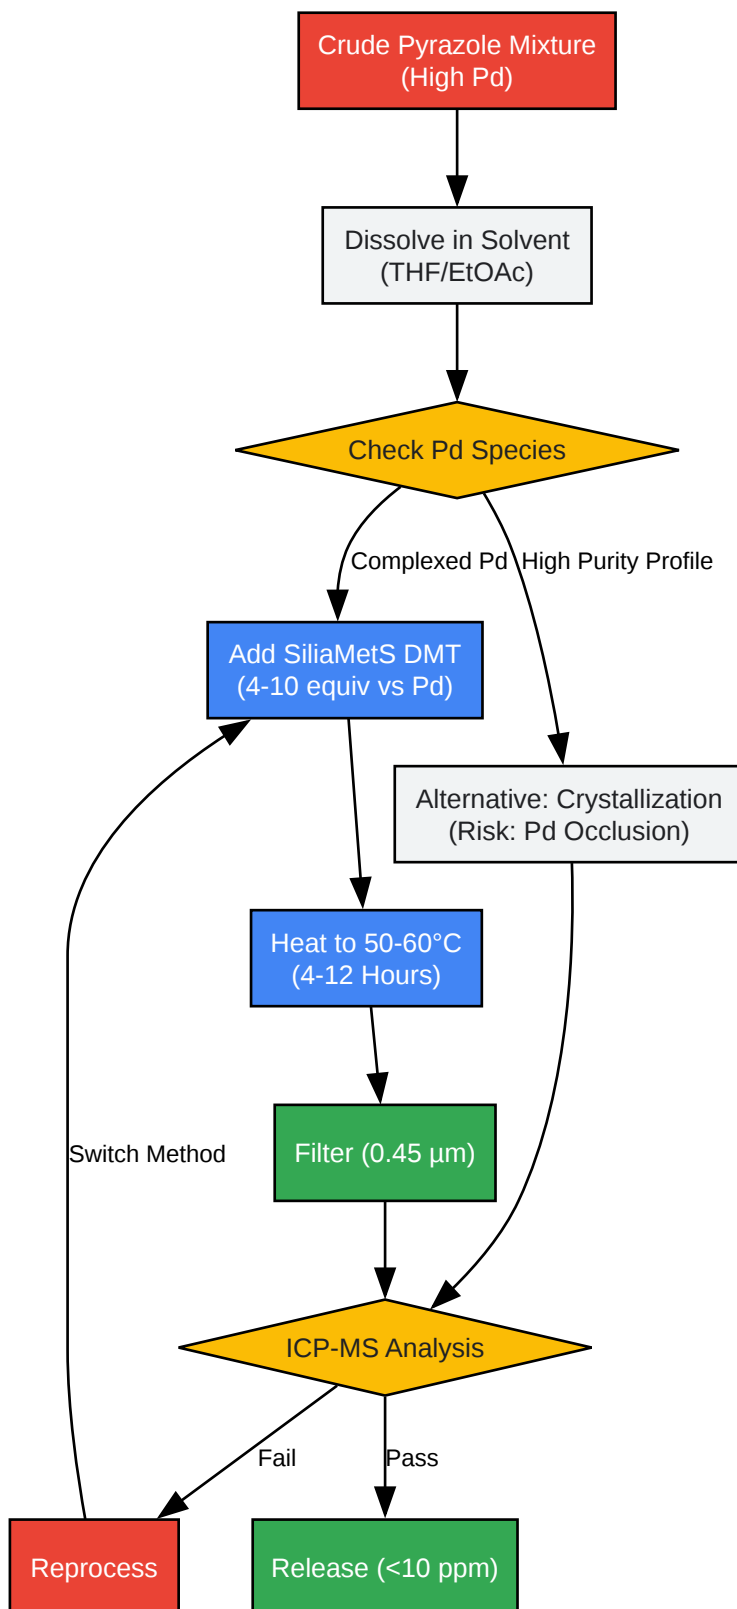 Crude Pyrazole Mixture
(High Pd)
Dissolve in Solvent
(THF/EtOAc)
Check Pd Species
Complexed Pd
High Purity Profile
Add SiliaMetS DMT
(4-10 equiv vs Pd)
Alternative: Crystallization
(Risk: Pd Occlusion)
Heat to 50-60°C
(4-12 Hours)
Switch Method
Filter (0.45 µm)
ICP-MS Analysis
Fail
Pass
Reprocess
Release (<10 ppm)